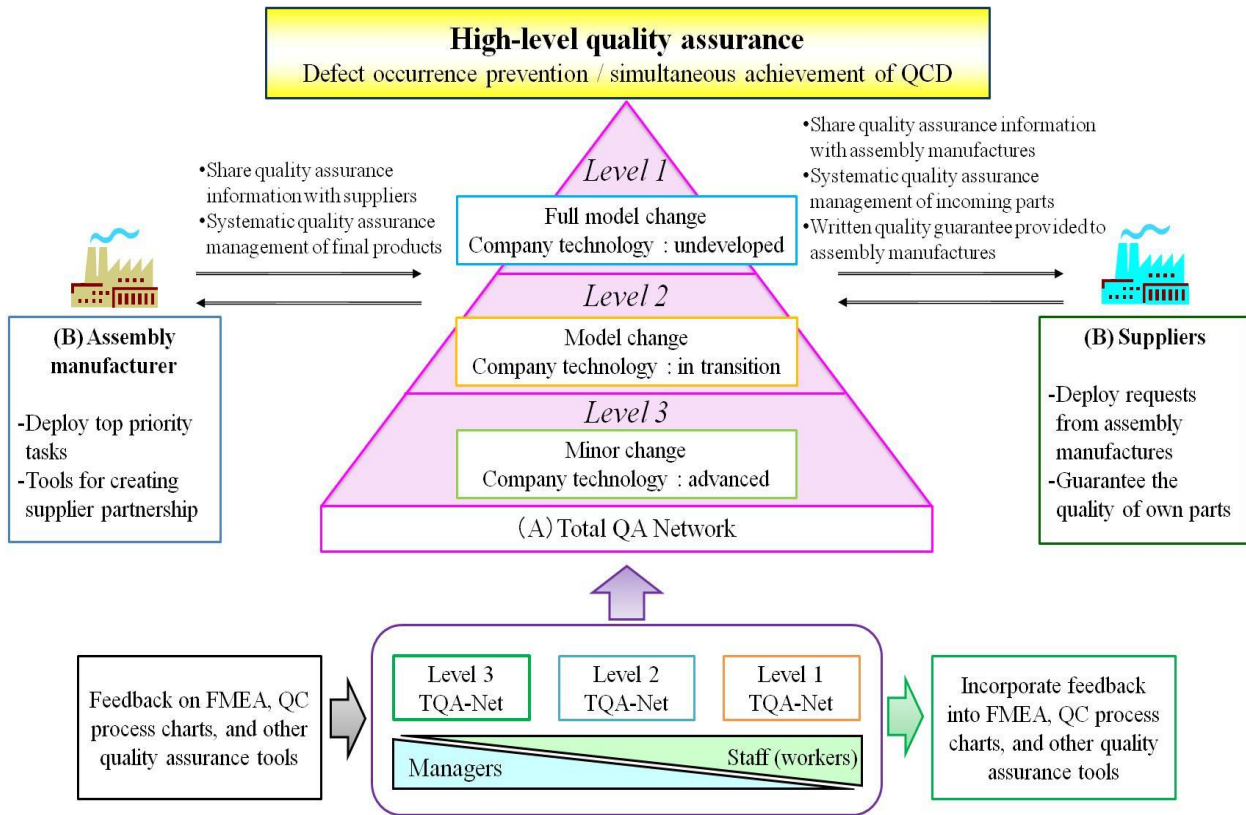 High-level quality assurance
Defect occurrence prevention / simultaneous achievement of QCD
•Share quality assurance
information with suppliers
•Systematic quality assurance
management of final products
•Share quality assurance information
with assembly manufactures
•Systematic quality assurance
management of incoming parts
•Written quality guarantee provided to
assembly manufactures
Level 1
Full model change
Company technology : undeveloped
Level 2
Model change
Company technology : in transition
Level 3
Minor change
Company technology : advanced
(A) Total QA Network
(B) Assembly
manufacturer
-Deploy top priority
tasks
-Tools for creating
supplier partnership
(B) Suppliers
-Deploy requests
from assembly
manufactures
-Guarantee the
quality of own parts
Feedback on FMEA, QC
process charts, and other
quality assurance tools
Level 3
TQA-Net
Level 2
TQA-Net
Level 1
TQA-Net
Managers
Staff (workers)
Incorporate feedback
into FMEA, QC process
charts, and other quality
assurance tools